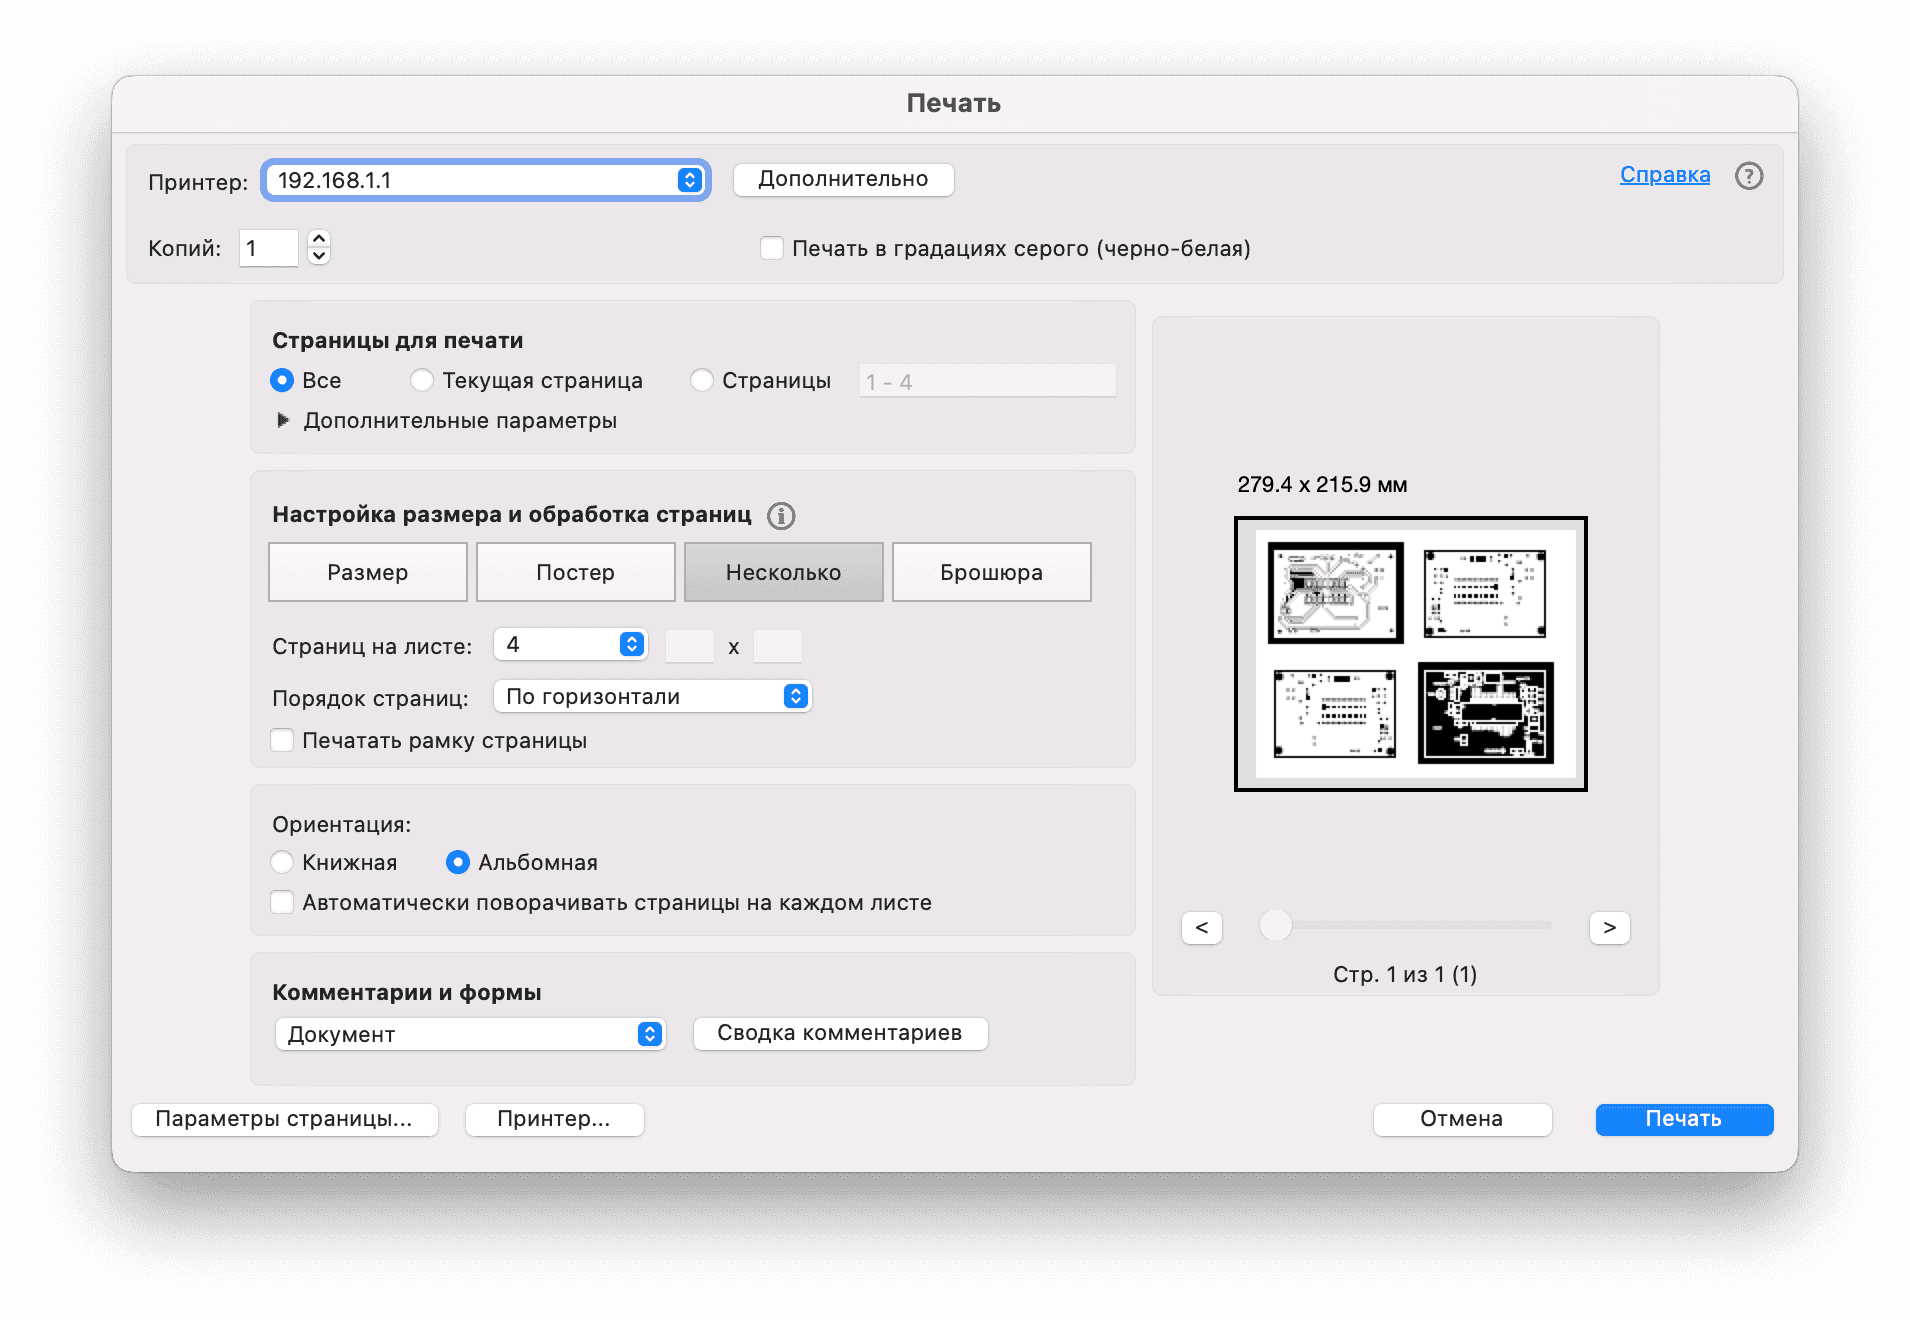 Печать
Принтер: 192.168.1.1 Дополнительно Справка ?
Копий: 1 Печать в градациях серого (черно-белая)
Страницы для печати
Все Текущая страница Страницы 1 - 4
Дополнительные параметры
Настройка размера и обработка страниц i
Размер Постер Несколько Брошюра
Страниц на листе: 4 x
Порядок страниц: По горизонтали
Печатать рамку страницы
Ориентация:
Книжная Альбомная
Автоматически поворачивать страницы на каждом листе
Комментарии и формы
Документ Сводка комментариев
279.4 x 215.9 мм
< >
Стр. 1 из 1 (1)
Параметры страницы... Принтер... Отмена Печать